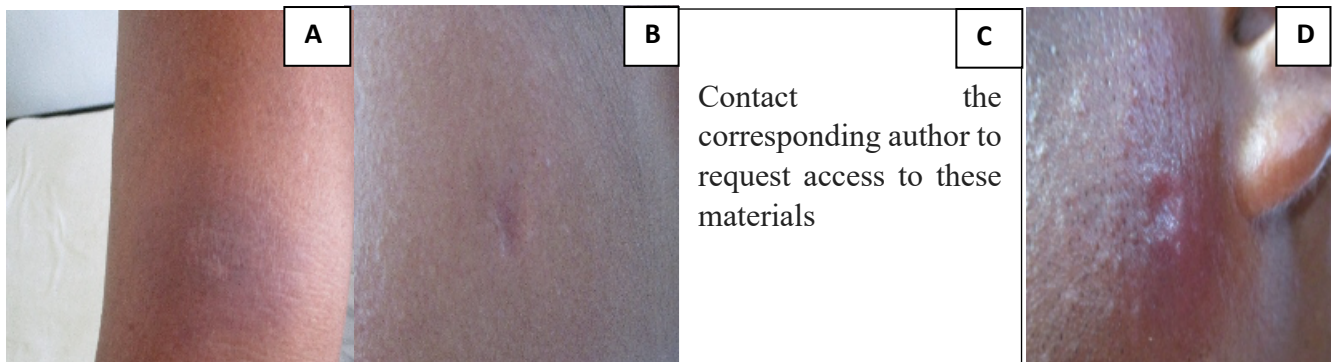 A
B
C
D
Contact the
corresponding author to
request access to these
materials